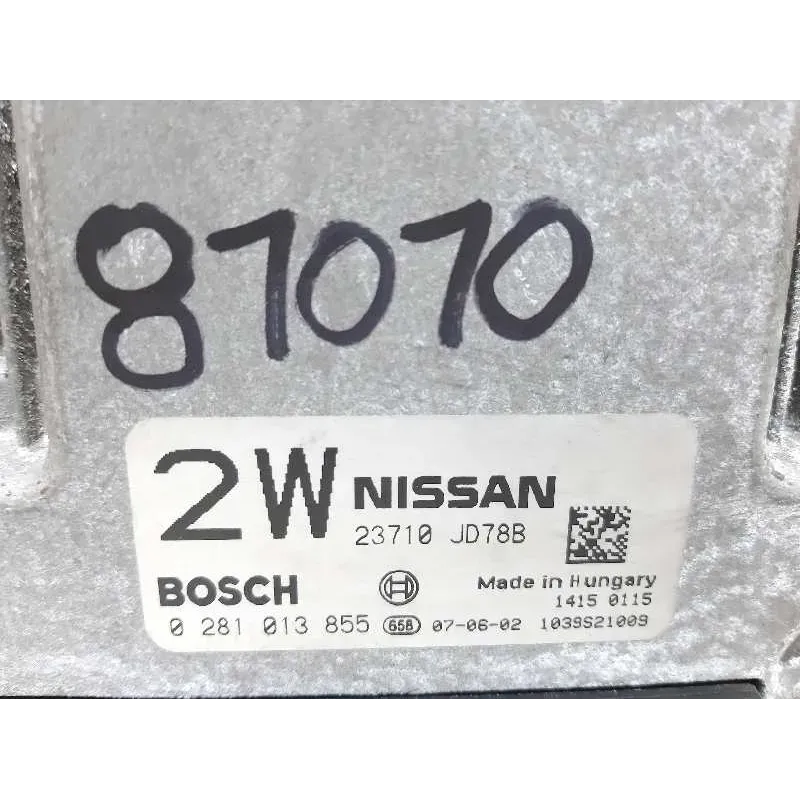 87070
2W NISSAN
23710 JD78B
BOSCH Made in Hungary
1415 0115
0 281 013 855 658 07-06-02 1039S21009